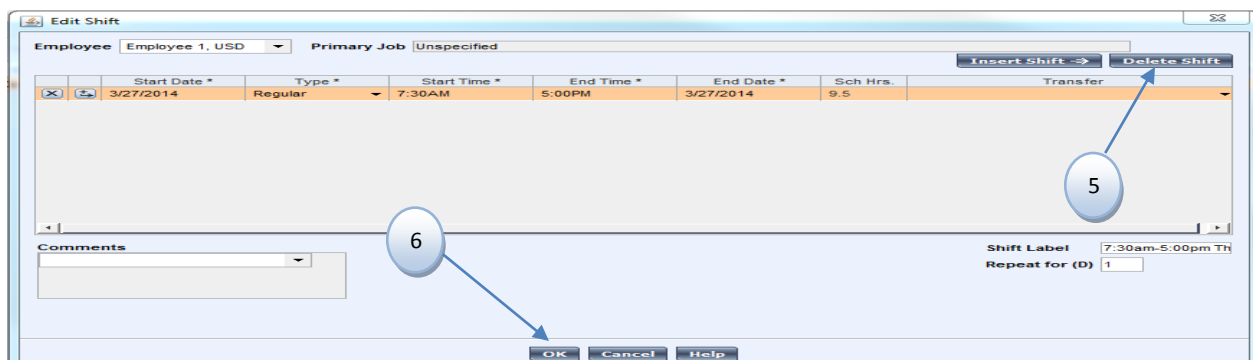 Edit Shift
Employee Employee 1, USD Primary Job Unspecified
Insert Shift Delete Shift
Start Date * Type * Start Time * End Time * End Date * Sch Hrs. Transfer
3/27/2014 Regular 7:30AM 5:00PM 3/27/2014 9.5
5
6
Comments Shift Label 7:30am-5:00pm Th
Repeat for (D) 1
OK Cancel Help